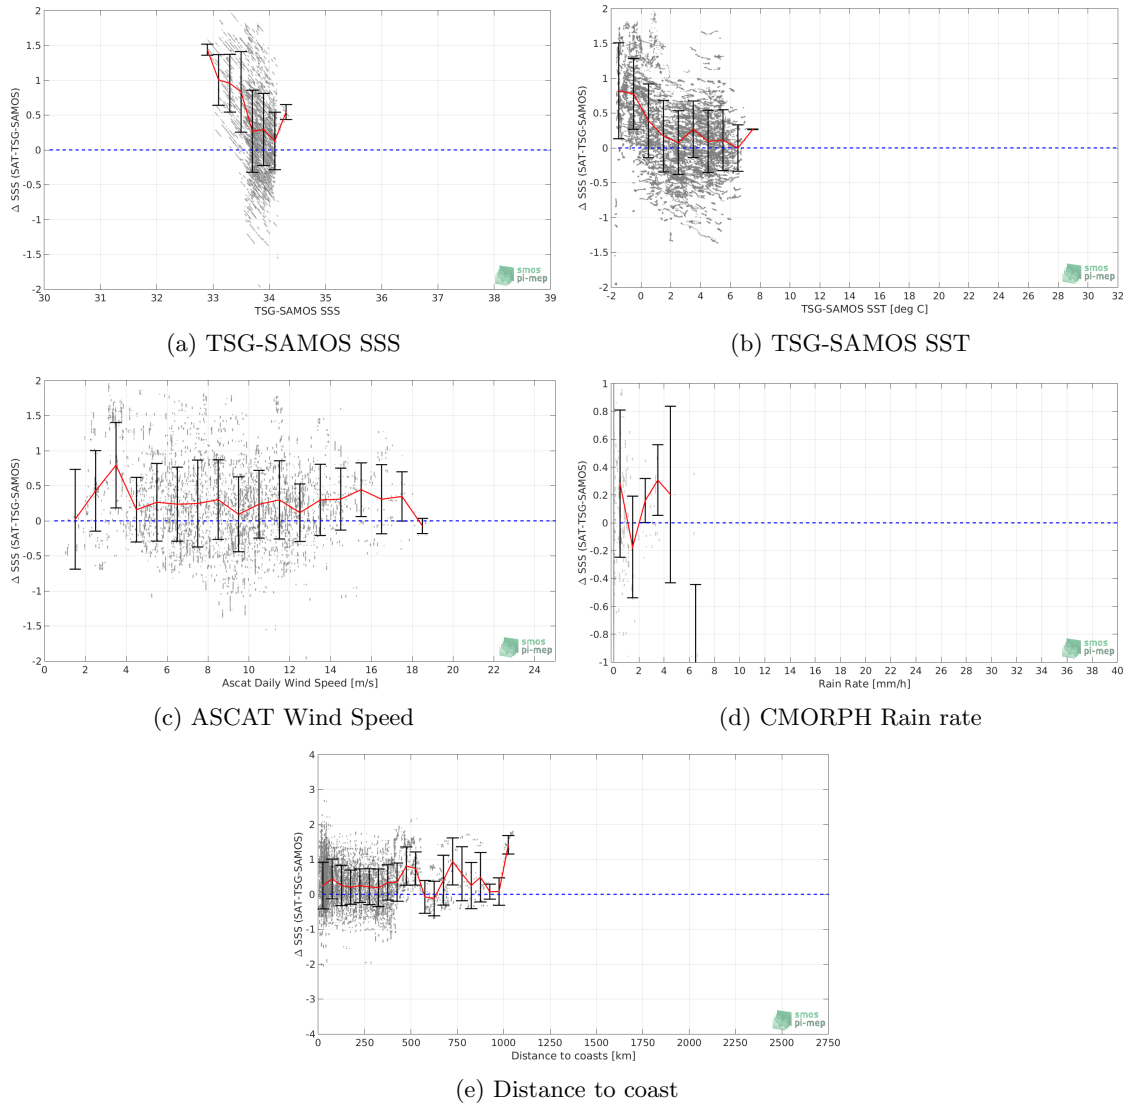 2
1.5
1
0.5
0
-0.5
-1
-1.5
-2
Δ SSS (SAT-TSG-SAMOS)
30 31 32 33 34 35 36 37 38 39
TSG-SAMOS SSS
smos
pi-mep
(a) TSG-SAMOS SSS
2
1.5
1
0.5
0
-0.5
-1
-1.5
-2
Δ SSS (SAT-TSG-SAMOS)
-2 0 2 4 6 8 10 12 14 16 18 20 22 24 26 28 30 32
TSG-SAMOS SST [deg C]
smos
pi-mep
(b) TSG-SAMOS SST
2
1.5
1
0.5
0
-0.5
-1
-1.5
-2
Δ SSS (SAT-TSG-SAMOS)
0 2 4 6 8 10 12 14 16 18 20 22 24
Ascat Daily Wind Speed [m/s]
smos
pi-mep
(c) ASCAT Wind Speed
1
0.8
0.6
0.4
0.2
0
-0.2
-0.4
-0.6
-0.8
-1
Δ SSS (SAT-TSG-SAMOS)
0 2 4 6 8 10 12 14 16 18 20 22 24 26 28 30 32 34 36 38 40
Rain Rate [mm/h]
smos
pi-mep
(d) CMORPH Rain rate
4
3
2
1
0
-1
-2
-3
-4
Δ SSS (SAT-TSG-SAMOS)
0 250 500 750 1000 1250 1500 1750 2000 2250 2500 2750
Distance to coasts [km]
smos
pi-mep
(e) Distance to coast